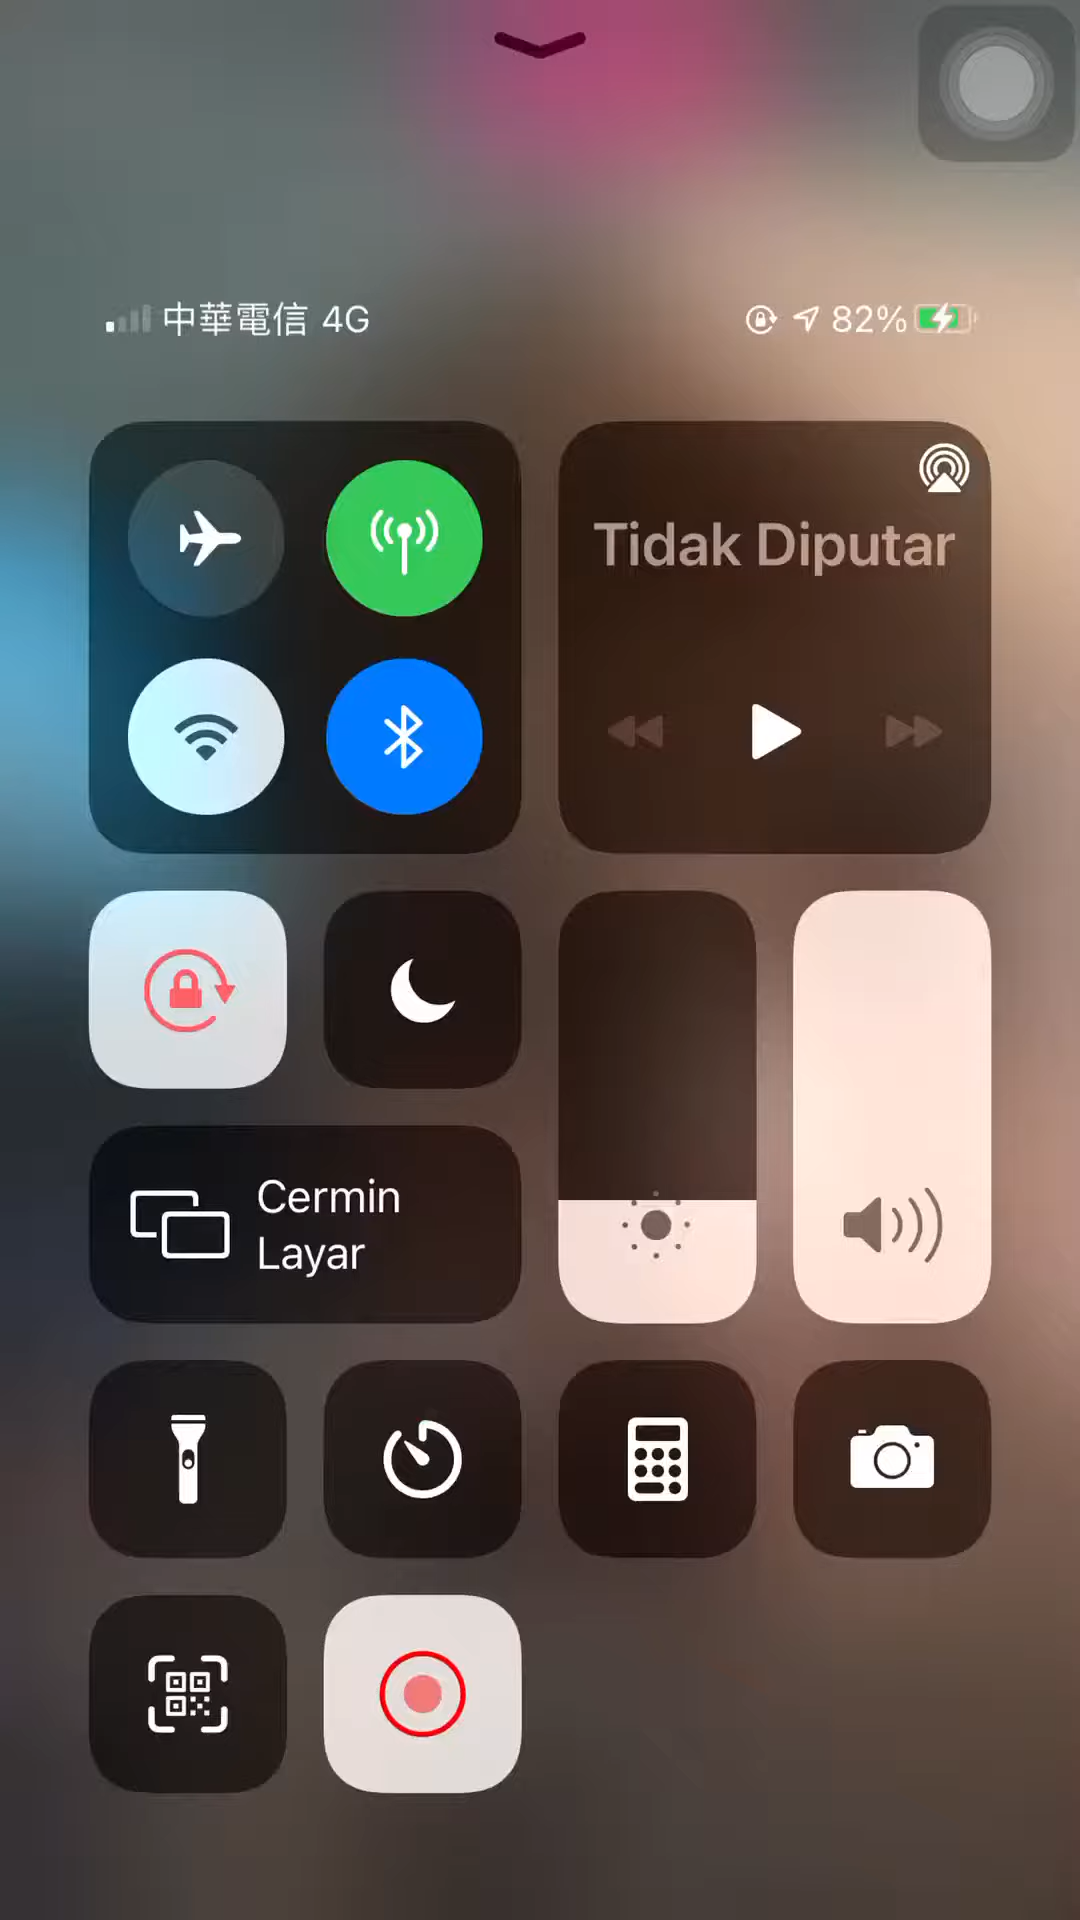 中華電信 4G
82%
Tidak Diputar
Cermin
Layar